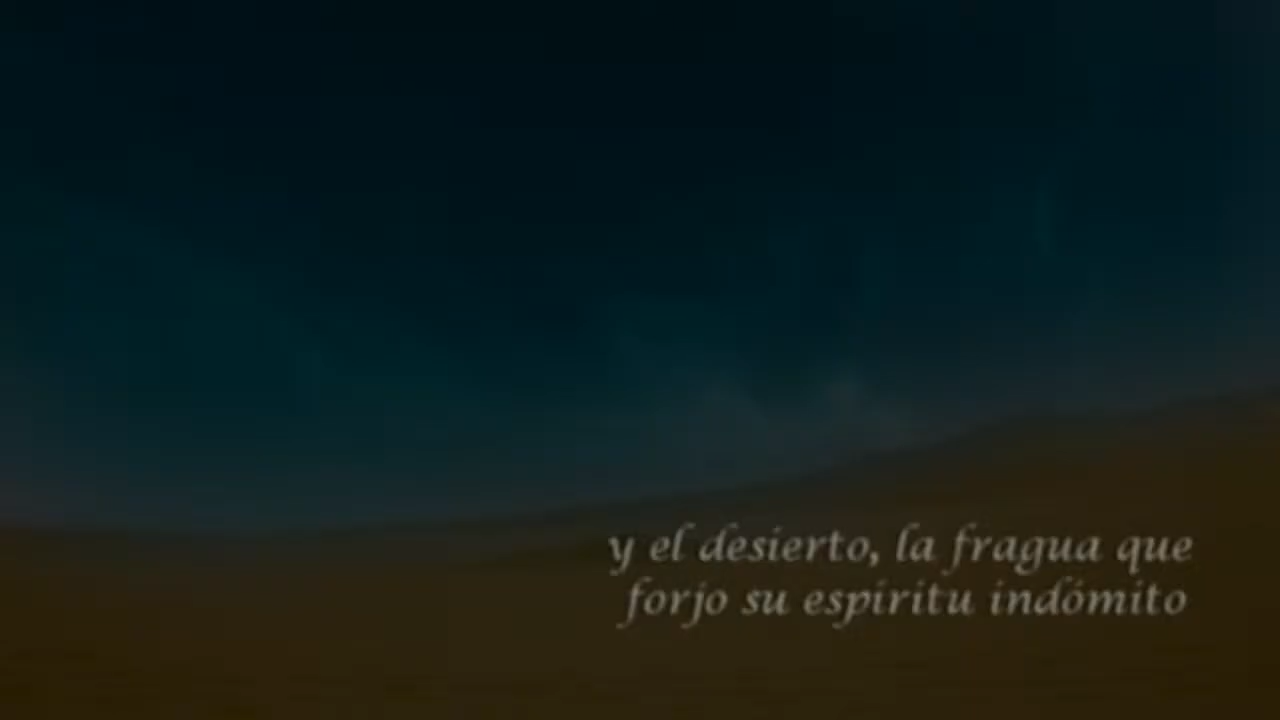 y el desierto, la fragua que
forjo su espiritu indómito